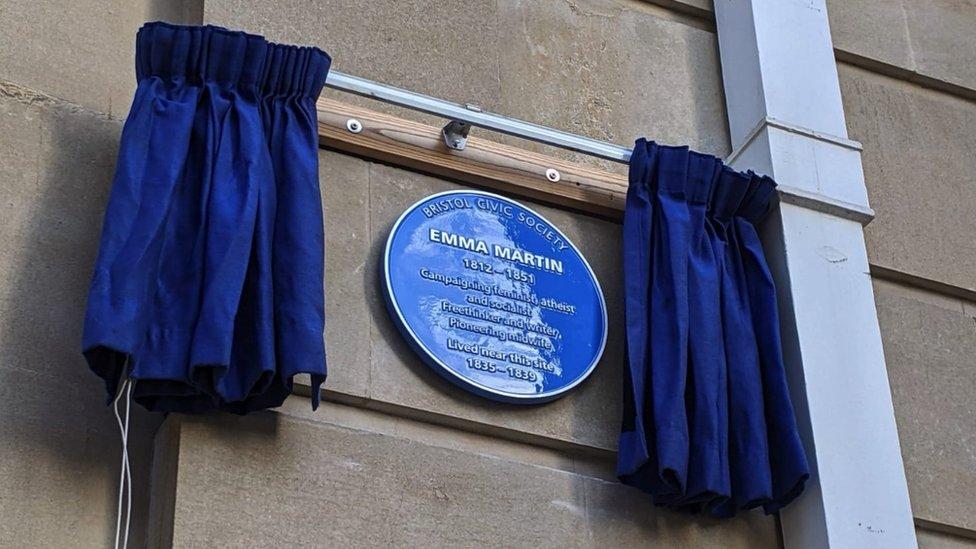 BRISTOL CIVIC SOCIETY
EMMA MARTIN
1812 – 1851
Campaigning feminist, atheist
and socialist
Freethinker and writer,
Pioneering midwife,
Lived near this site
1835 – 1839